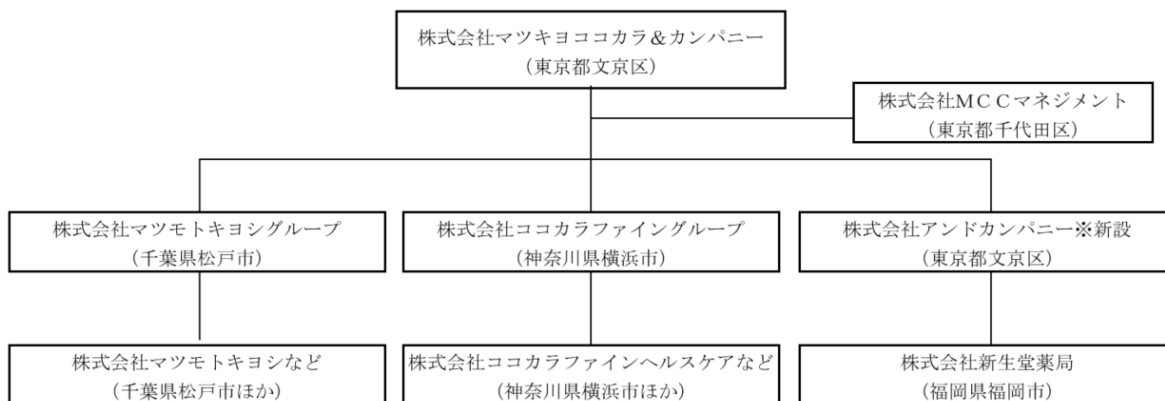 株式会社マツキヨココカラ＆カンパニー
（東京都文京区）
株式会社MＣＣマネジメント
（東京都千代田区）
株式会社マツモトキヨシグループ
（千葉県松戸市）
株式会社ココカラファイングループ
（神奈川県横浜市）
株式会社アンドカンパニー※新設
（東京都文京区）
株式会社マツモトキヨシなど
（千葉県松戸市ほか）
株式会社ココカラファインヘルスケアなど
（神奈川県横浜市ほか）
株式会社新生堂薬局
（福岡県福岡市）